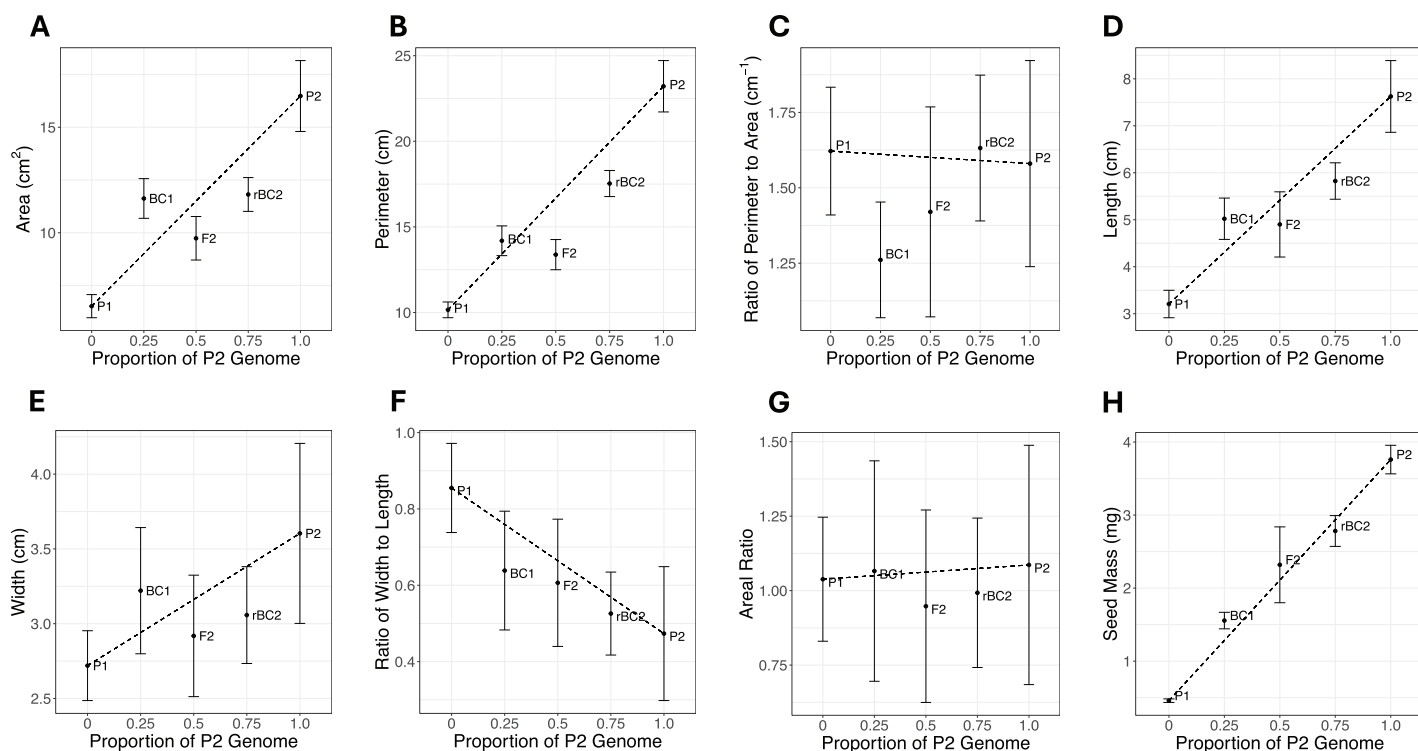 A
Area (cm²)
15
10
P1
BC1
F2
rBC2
P2
0 0.25 0.5 0.75 1.0
Proportion of P2 Genome
B
Perimeter (cm)
25
20
15
10
P1
BC1
F2
rBC2
P2
0 0.25 0.5 0.75 1.0
Proportion of P2 Genome
C
Ratio of Perimeter to Area (cm⁻¹)
1.75
1.50
1.25
P1
BC1
F2
rBC2
P2
0 0.25 0.5 0.75 1.0
Proportion of P2 Genome
D
Length (cm)
8
7
6
5
4
3
P1
BC1
F2
rBC2
P2
0 0.25 0.5 0.75 1.0
Proportion of P2 Genome
E
Width (cm)
4.0
3.5
3.0
2.5
P1
BC1
F2
rBC2
P2
0 0.25 0.5 0.75 1.0
Proportion of P2 Genome
F
Ratio of Width to Length
1.0
0.8
0.6
0.4
P1
BC1
F2
rBC2
P2
0 0.25 0.5 0.75 1.0
Proportion of P2 Genome
G
Areal Ratio
1.50
1.25
1.00
0.75
P1
BC1
F2
rBC2
P2
0 0.25 0.5 0.75 1.0
Proportion of P2 Genome
H
Seed Mass (mg)
4
3
2
1
P1
BC1
F2
rBC2
P2
0 0.25 0.5 0.75 1.0
Proportion of P2 Genome